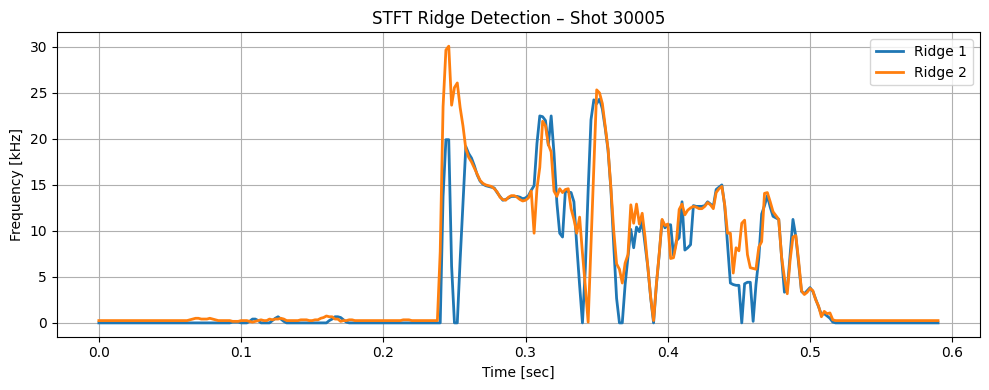 STFT Ridge Detection – Shot 30005
Ridge 1
Ridge 2
Frequency [kHz]
30
25
20
15
10
5
0
0.0 0.1 0.2 0.3 0.4 0.5 0.6
Time [sec]